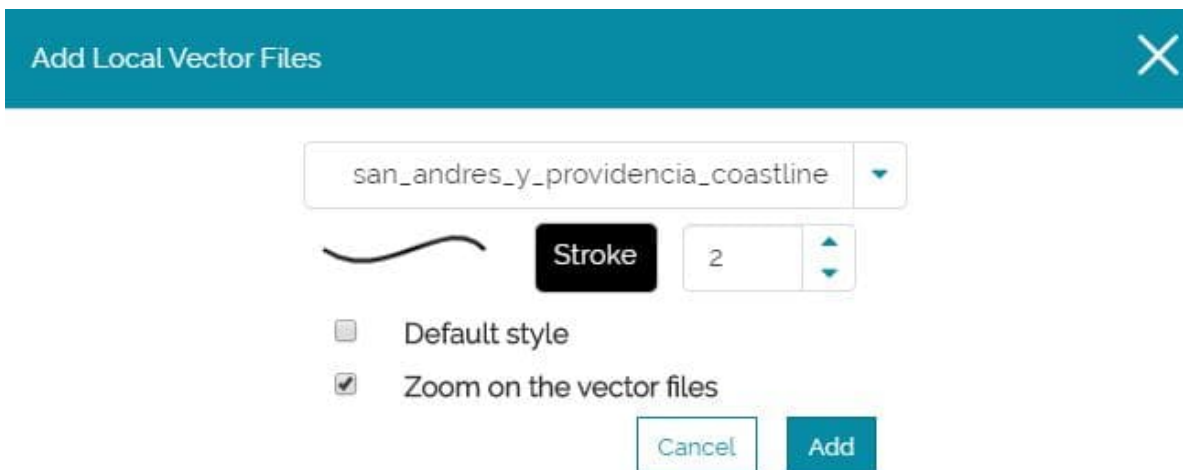 Add Local Vector Files
san_andres_y_providencia_coastline
Stroke 2
Default style
Zoom on the vector files
Cancel Add